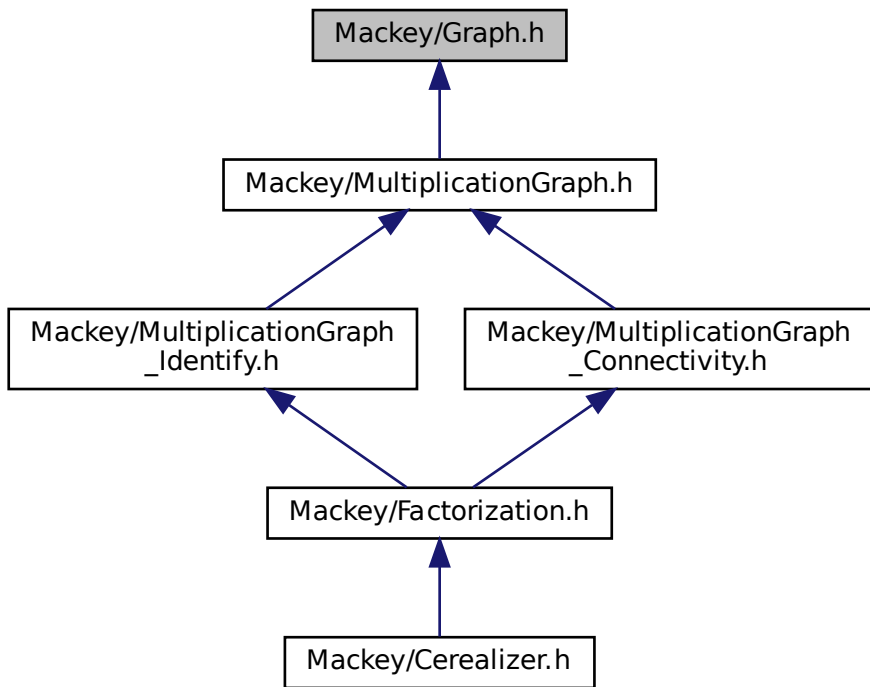 Mackey/Graph.h
Mackey/MultiplicationGraph.h
Mackey/MultiplicationGraph
_Identify.h
Mackey/MultiplicationGraph
_Connectivity.h
Mackey/Factorization.h
Mackey/Cerealizer.h